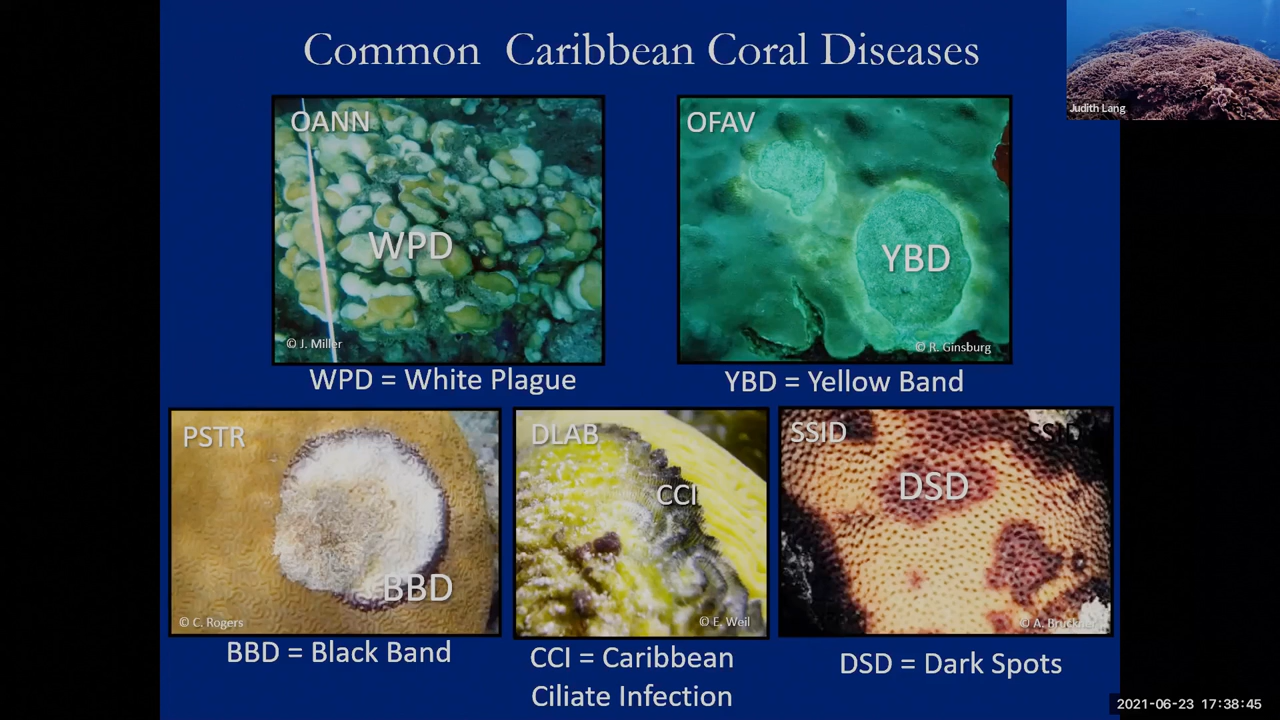 Common Caribbean Coral Diseases
Judith Lang
OANN
WPD
© J. Miller
WPD = White Plague
OFAV
YBD
© R. Ginsburg
YBD = Yellow Band
PSTR
BBD
© C. Rogers
BBD = Black Band
DLAB
CCI
© E. Weil
CCI = Caribbean
Ciliate Infection
SSID
DSD
© A. Bruckner
DSD = Dark Spots
2021-06-23 17:38:45